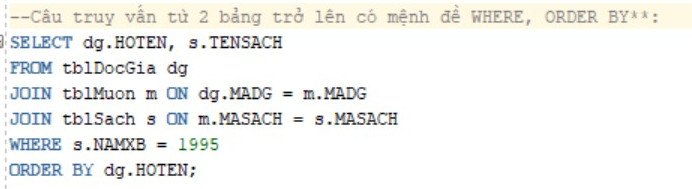 --Câu truy vấn từ 2 bảng trở lên có mệnh đề WHERE, ORDER BY**:
SELECT dg.HOTEN, s.TENSACH
FROM tblDocGia dg
JOIN tblMuon m ON dg.MADG = m.MADG
JOIN tblSach s ON m.MASACH = s.MASACH
WHERE s.NAMXB = 1995
ORDER BY dg.HOTEN;